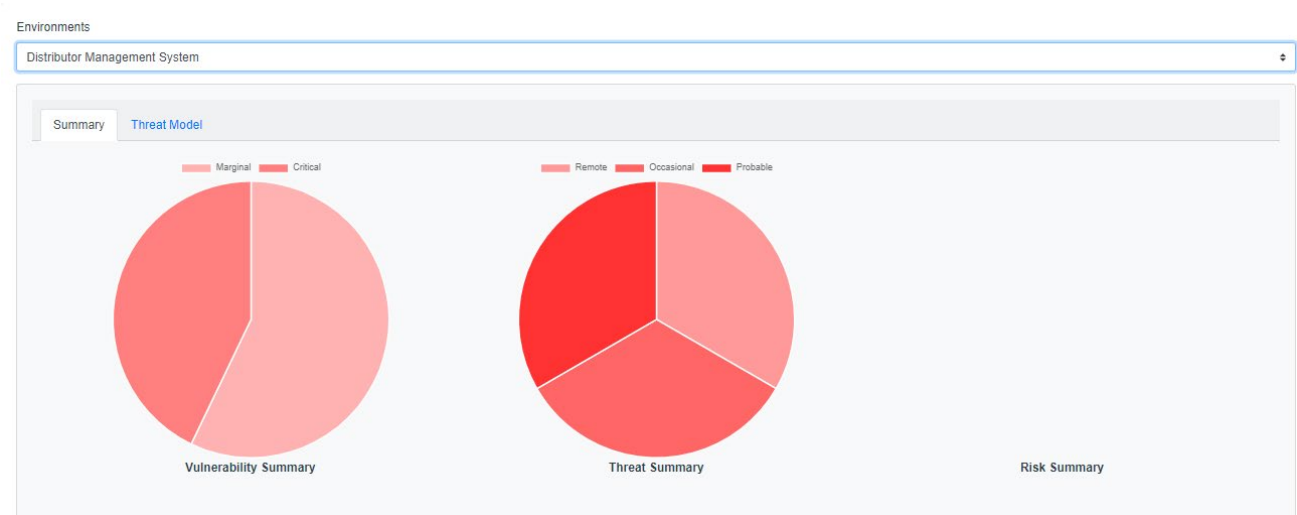 Environments
Distributor Management System
Summary Threat Model
Marginal Critical
Remote Occasional Probable
Vulnerability Summary
Threat Summary
Risk Summary